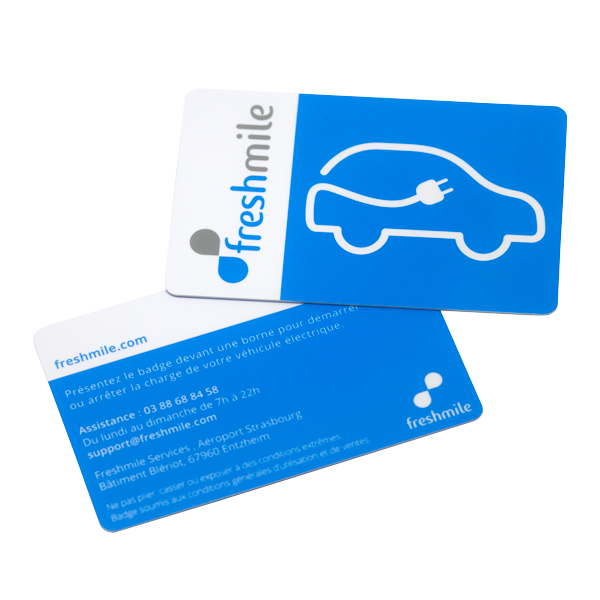 freshmile
freshmile.com
Présentez le badge devant une borne pour démarrer
ou arrêter la charge de votre véhicule électrique.
Assistance : 03 88 68 84 58
Du lundi au dimanche de 7h à 22h
support@freshmile.com
Freshmile Services , Aéroport Strasbourg
Bâtiment Blériot, 67960 Entzheim
Ne pas plier, casser ou exposer à des conditions extrêmes.
Badge soumis aux conditions générales d'utilisation et de ventes.
freshmile